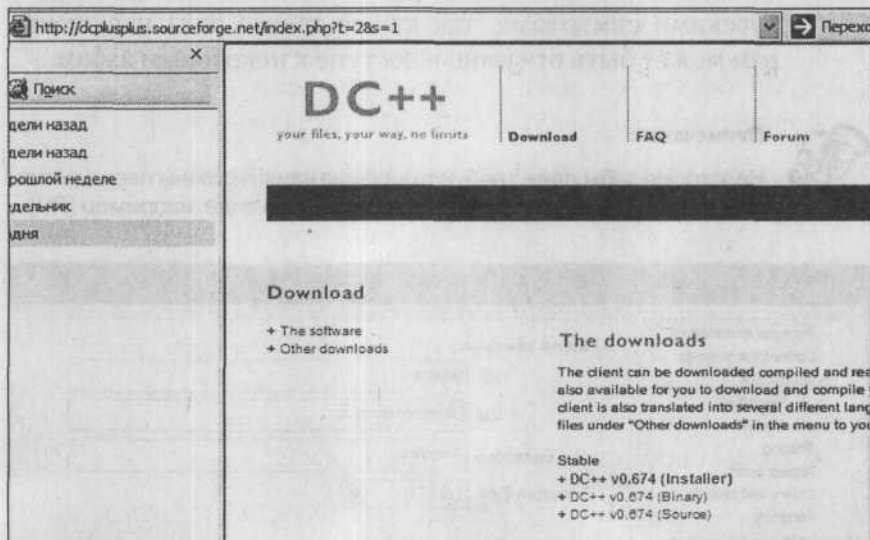 http://dcplusplus.sourceforge.net/index.php?t=2&s=1
Перехо
×
Поиск
дели назад
дели назад
рошлой неделе
дельник
дня
DC++
your files, your way, no limits
Download
FAQ
Forum
Download
+ The software
+ Other downloads
The downloads
The client can be downloaded compiled and rea
also available for you to download and compile y
client is also translated into several different lang
files under "Other downloads" in the menu to you
Stable
+ DC++ v0.674 (Installer)
+ DC++ v0.674 (Binary)
+ DC++ v0.674 (Source)